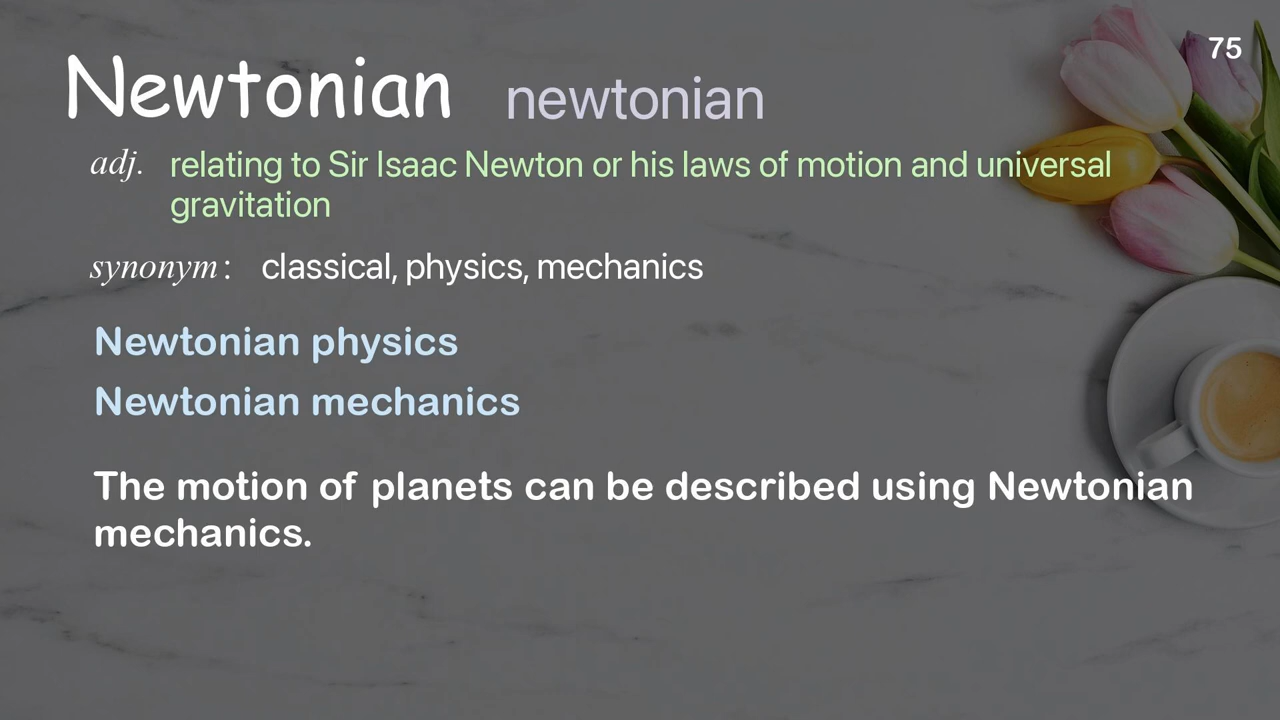 75
Newtonian newtonian
adj. relating to Sir Isaac Newton or his laws of motion and universal
gravitation
synonym : classical, physics, mechanics
Newtonian physics
Newtonian mechanics
The motion of planets can be described using Newtonian
mechanics.